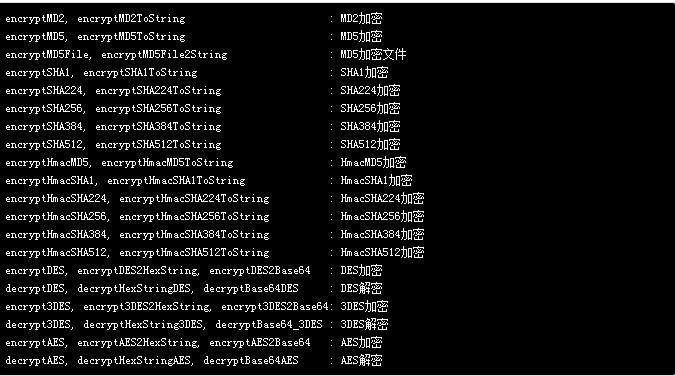 encryptMD2, encryptMD2ToString : MD2加密
encryptMD5, encryptMD5ToString : MD5加密
encryptMD5File, encryptMD5File2String : MD5加密文件
encryptSHA1, encryptSHA1ToString : SHA1加密
encryptSHA224, encryptSHA224ToString : SHA224加密
encryptSHA256, encryptSHA256ToString : SHA256加密
encryptSHA384, encryptSHA384ToString : SHA384加密
encryptSHA512, encryptSHA512ToString : SHA512加密
encryptHmacMD5, encryptHmacMD5ToString : HmacMD5加密
encryptHmacSHA1, encryptHmacSHA1ToString : HmacSHA1加密
encryptHmacSHA224, encryptHmacSHA224ToString : HmacSHA224加密
encryptHmacSHA256, encryptHmacSHA256ToString : HmacSHA256加密
encryptHmacSHA384, encryptHmacSHA384ToString : HmacSHA384加密
encryptHmacSHA512, encryptHmacSHA512ToString : HmacSHA512加密
encryptDES, encryptDES2HexString, encryptDES2Base64 : DES加密
decryptDES, decryptHexStringDES, decryptBase64DES : DES解密
encrypt3DES, encrypt3DES2HexString, encrypt3DES2Base64: 3DES加密
decrypt3DES, decryptHexString3DES, decryptBase64_3DES : 3DES解密
encryptAES, encryptAES2HexString, encryptAES2Base64 : AES加密
decryptAES, decryptHexStringAES, decryptBase64AES : AES解密